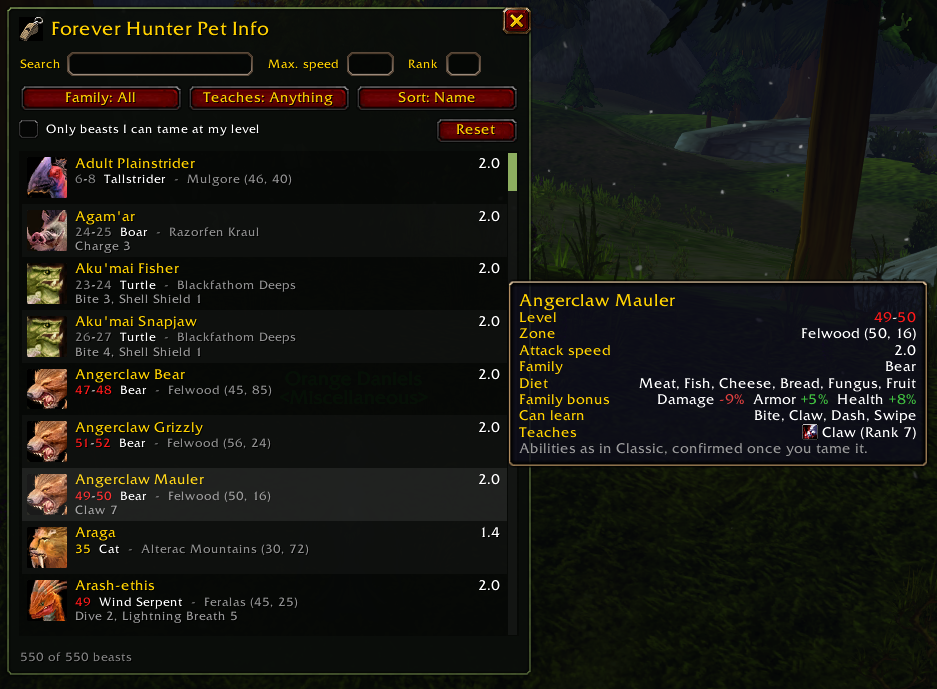 Forever Hunter Pet Info
Search Max. speed Rank
Family: All Teaches: Anything Sort: Name
Only beasts I can tame at my level Reset
Adult Plainstrider 2.0
6-8 Tallstrider - Mulgore (46, 40)
Agam'ar 2.0
24-25 Boar - Razorfen Kraul
Charge 3
Aku'mai Fisher 2.0
23-24 Turtle - Blackfathom Deeps
Bite 3, Shell Shield 1
Aku'mai Snapjaw 2.0
26-27 Turtle - Blackfathom Deeps
Bite 4, Shell Shield 1
Angerclaw Bear 2.0
47-48 Bear - Felwood (45, 85)
Orange Daniels
<Miscellaneous>
Angerclaw Grizzly 2.0
51-52 Bear - Felwood (56, 24)
Angerclaw Mauler 2.0
49-50 Bear - Felwood (50, 16)
Claw 7
Araga 1.4
35 Cat - Alterac Mountains (30, 72)
Arash-ethis 2.0
49 Wind Serpent - Feralas (45, 25)
Dive 2, Lightning Breath 5
550 of 550 beasts
Angerclaw Mauler
Level 49-50
Zone Felwood (50, 16)
Attack speed 2.0
Family Bear
Diet Meat, Fish, Cheese, Bread, Fungus, Fruit
Family bonus Damage -9% Armor +5% Health +8%
Can learn Bite, Claw, Dash, Swipe
Teaches Claw (Rank 7)
Abilities as in Classic, confirmed once you tame it.